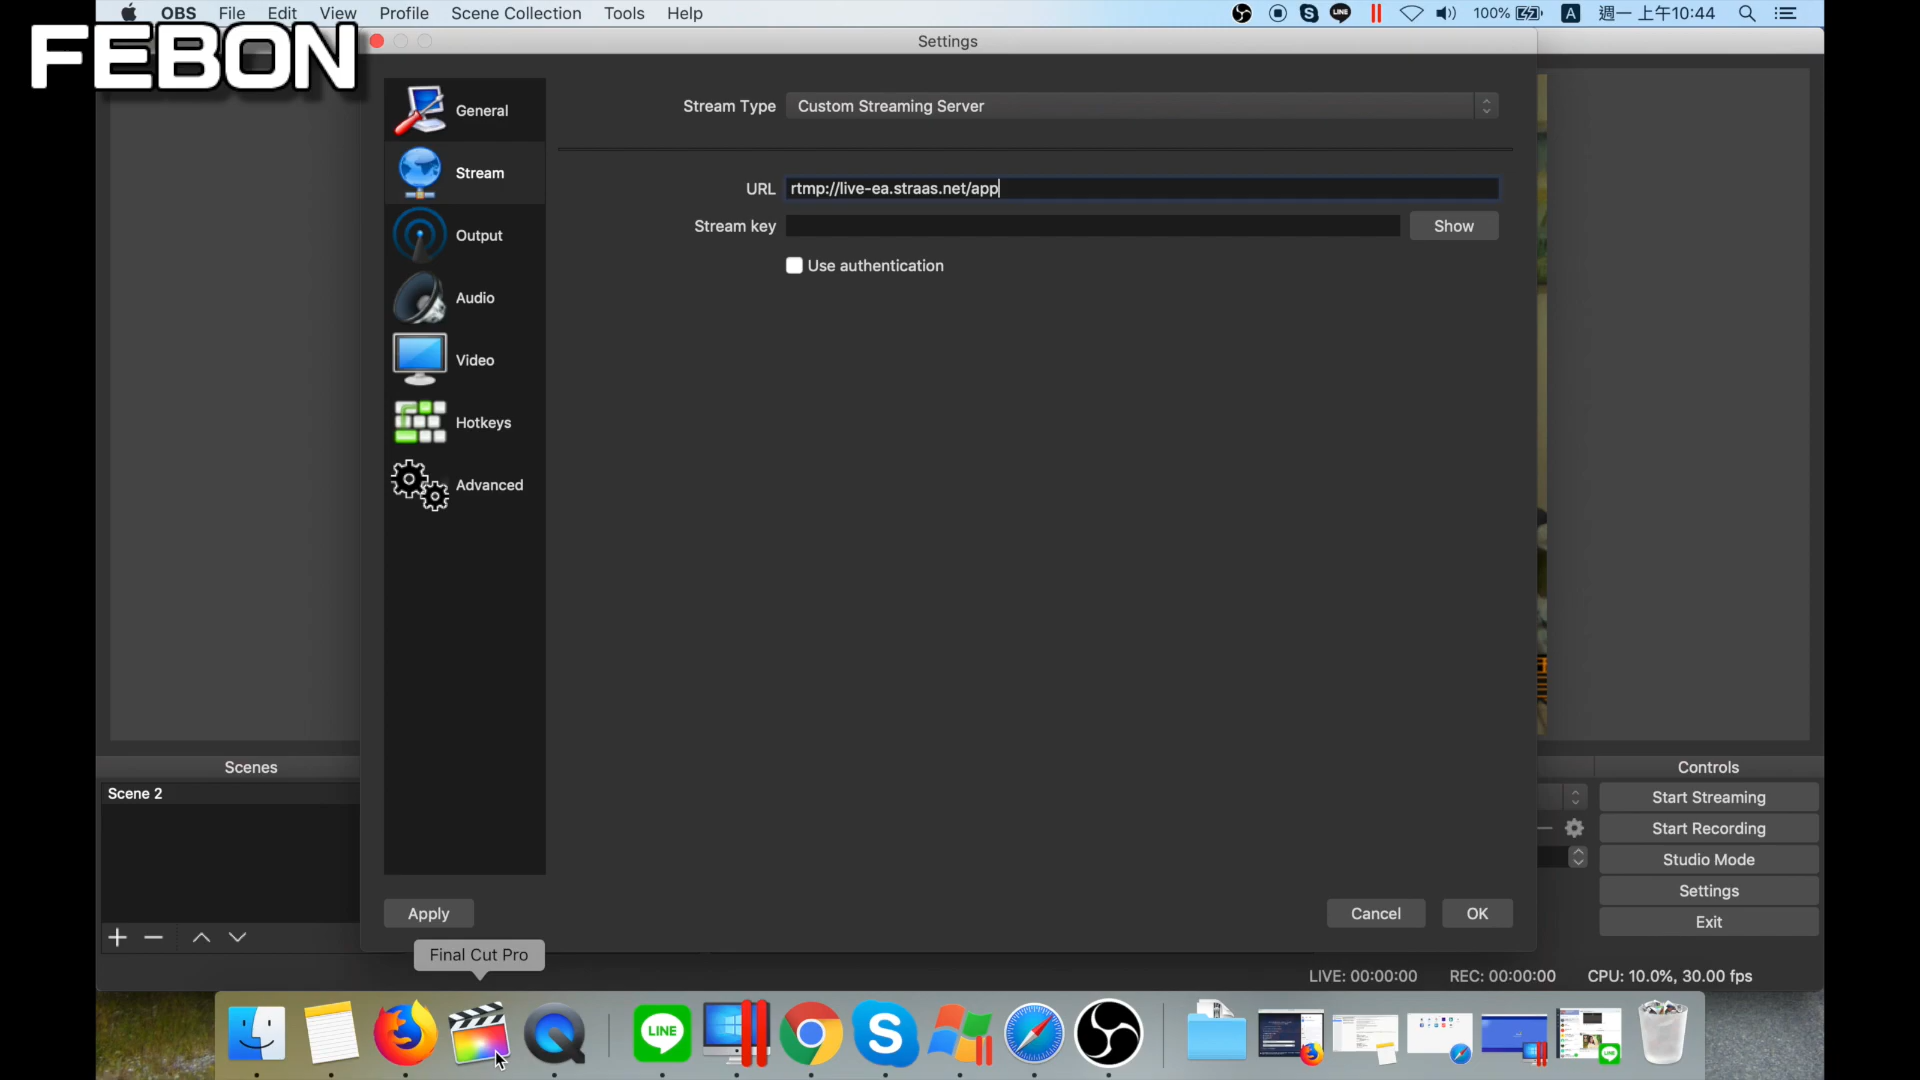 OBS File Edit View Profile Scene Collection Tools Help
LINE 100% A 週一 上午10:44
FEBON
Settings
General
Stream
Output
Audio
Video
Hotkeys
Advanced
Stream Type Custom Streaming Server
URL rtmp://live-ea.straas.net/app
Stream key Show
Use authentication
Apply Cancel OK
Scenes
Scene 2
Controls
Start Streaming
Start Recording
Studio Mode
Settings
Exit
Final Cut Pro
LIVE: 00:00:00 REC: 00:00:00 CPU: 10.0%, 30.00 fps
LINE